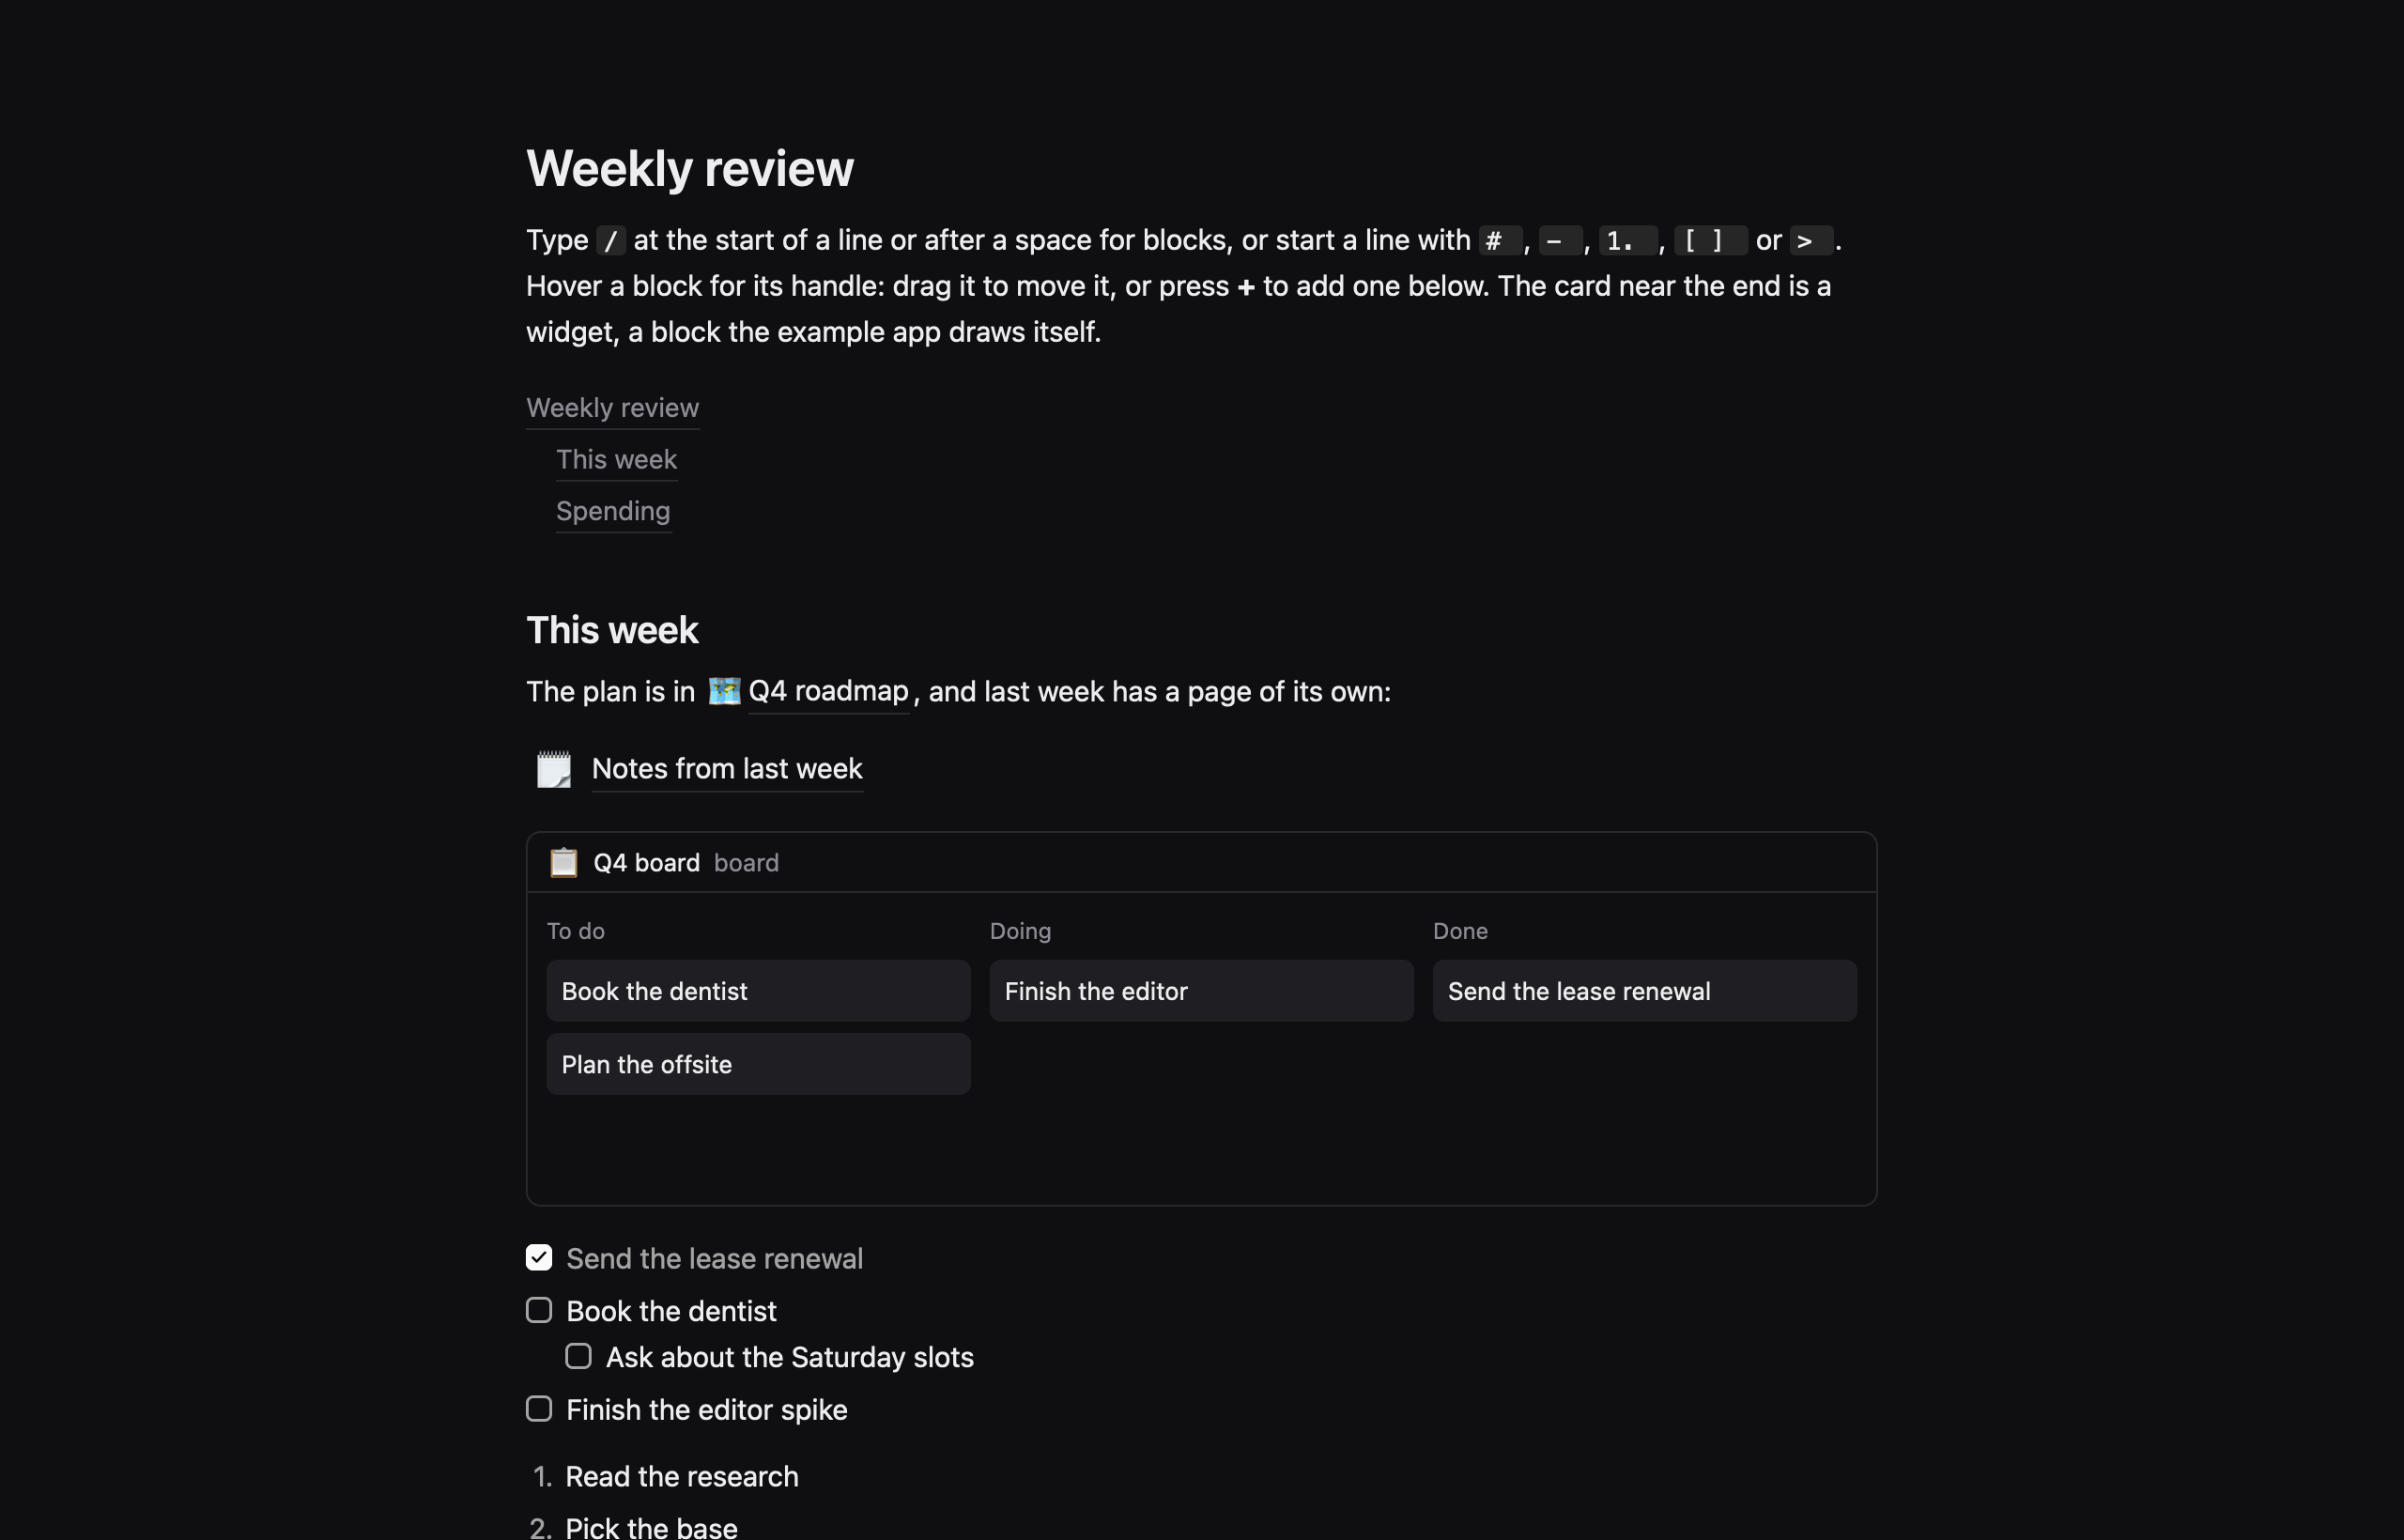 Weekly review
Type / at the start of a line or after a space for blocks, or start a line with # , – , 1. , [ ] or > .
Hover a block for its handle: drag it to move it, or press + to add one below. The card near the end is a
widget, a block the example app draws itself.
Weekly review
This week
Spending
This week
The plan is in 🗺️ Q4 roadmap, and last week has a page of its own:
Notes from last week
Q4 board board
To do Doing Done
Book the dentist Finish the editor Send the lease renewal
Plan the offsite
Send the lease renewal
Book the dentist
Ask about the Saturday slots
Finish the editor spike
1. Read the research
2. Pick the base